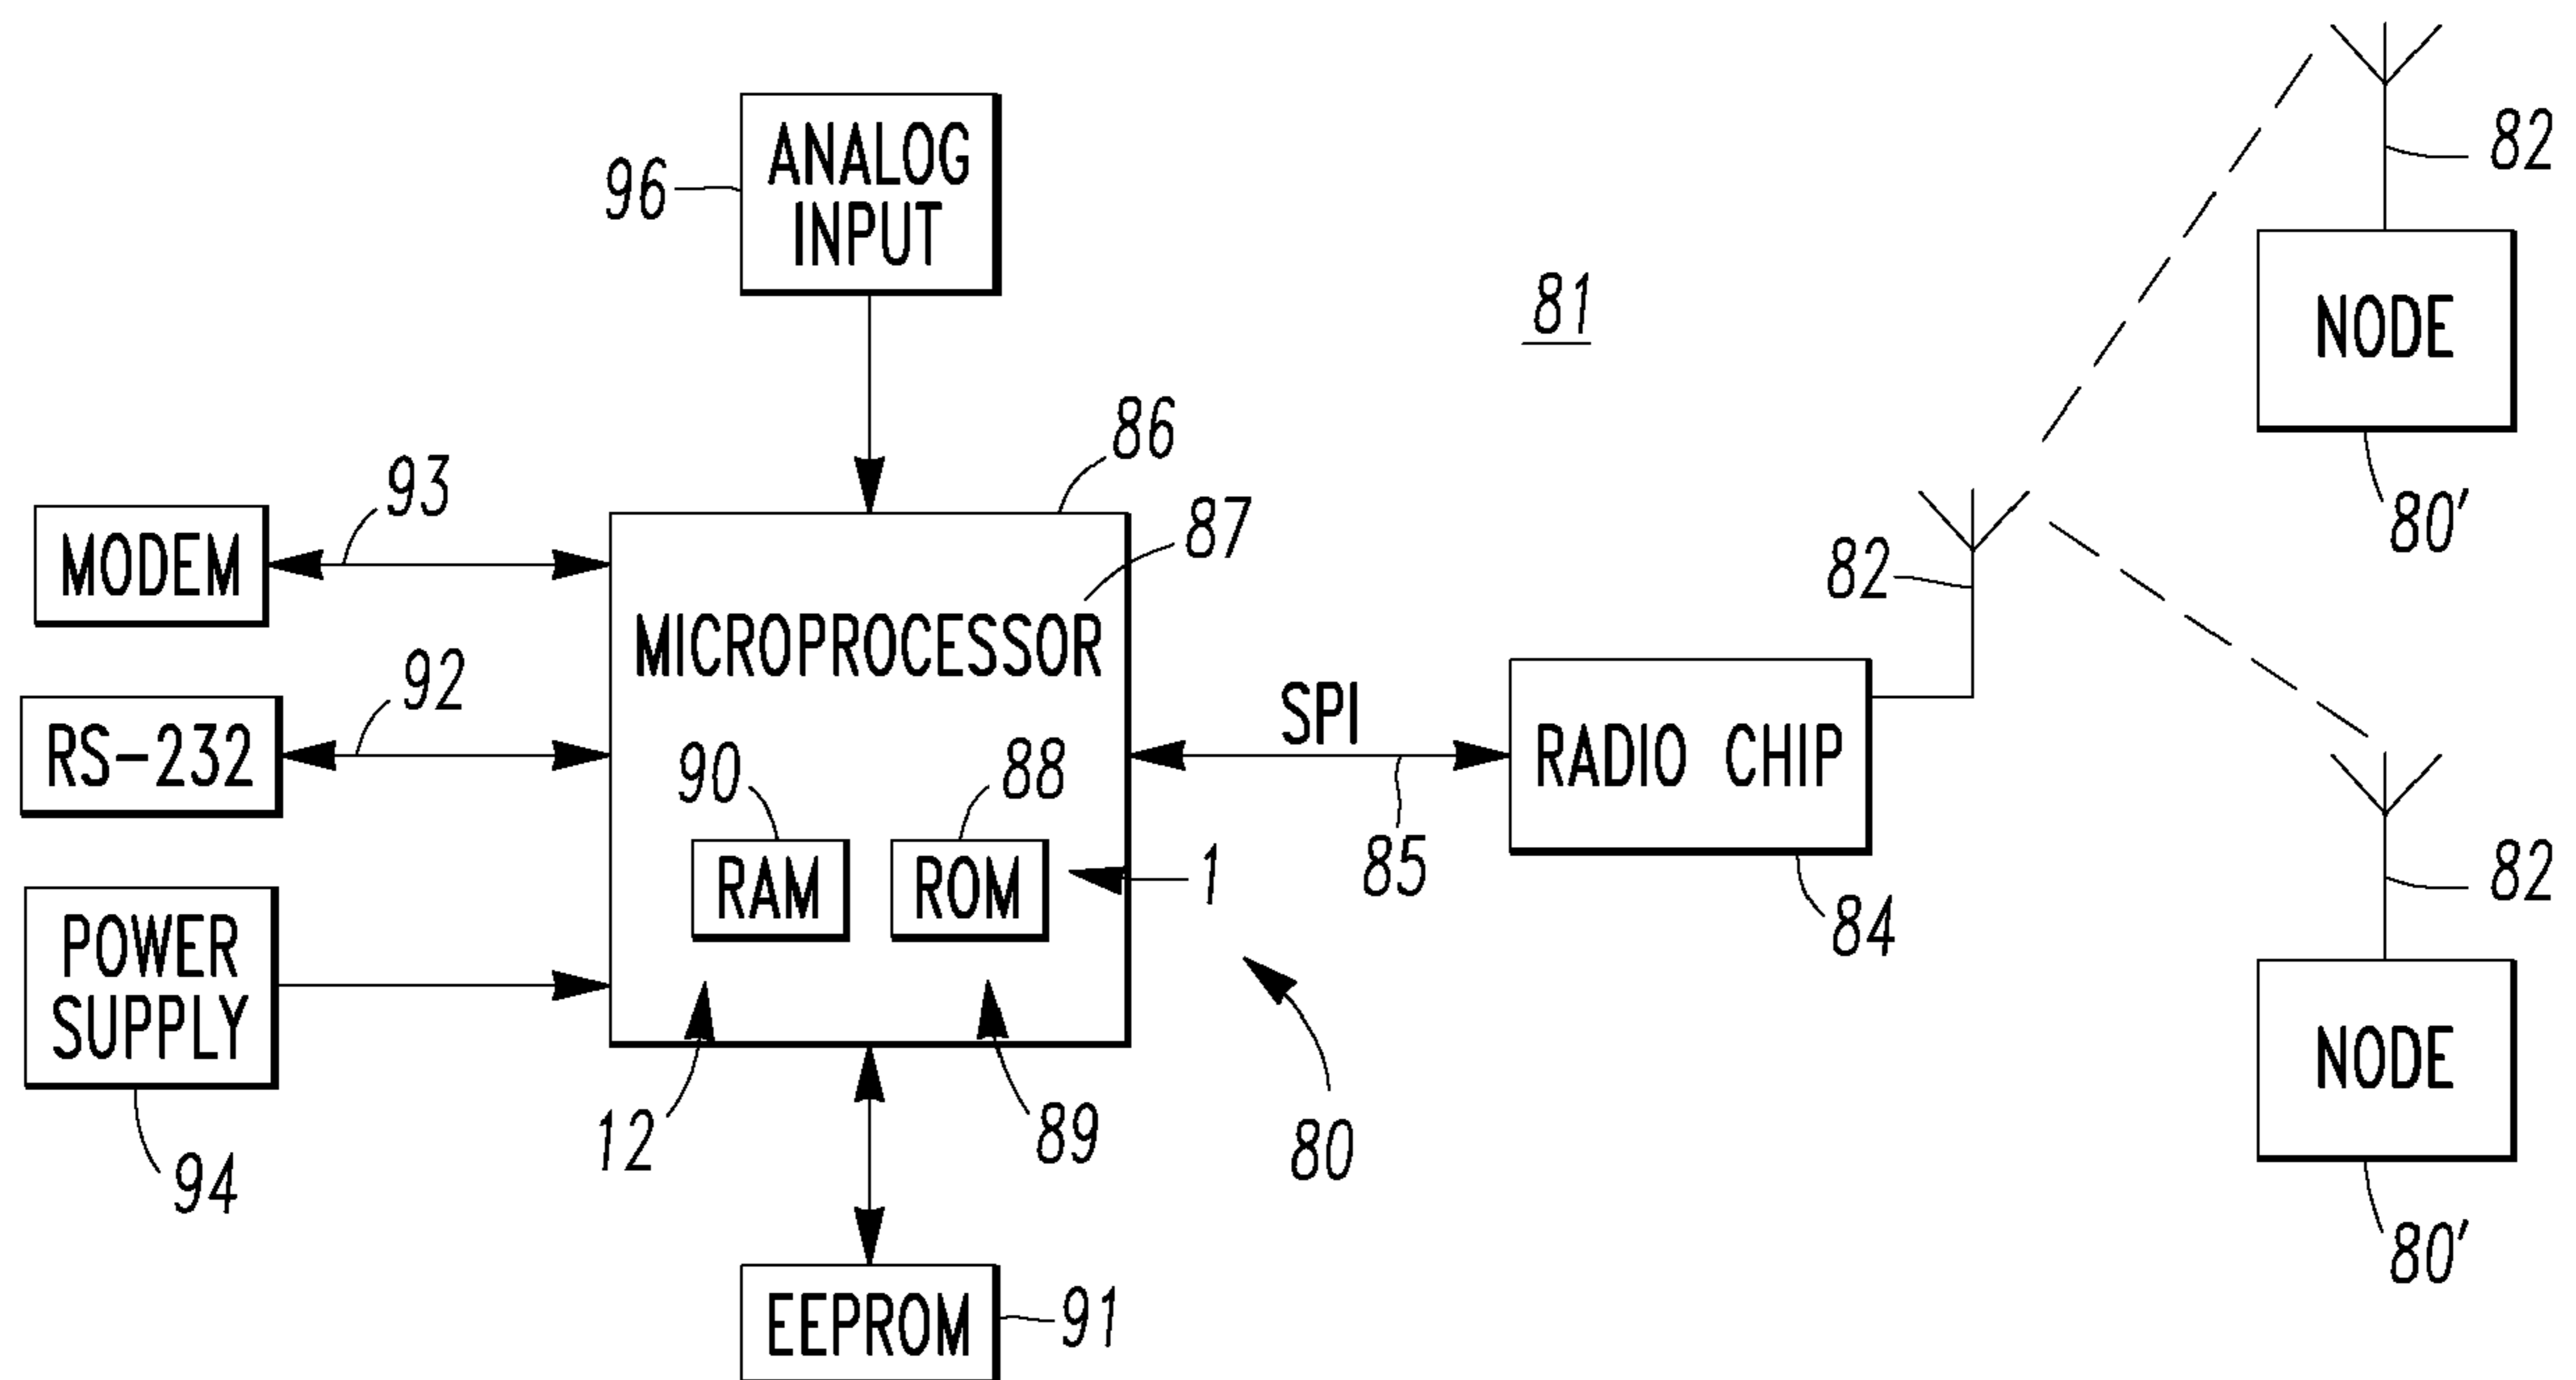 82
ANALOG
INPUT
96
81
NODE
80'
86
93
87
MODEM
82
MICROPROCESSOR
92
SPI
RS-232
90
88
RADIO CHIP
85
RAM
ROM
1
82
84
POWER
SUPPLY
NODE
12
89
80
94
80'
EEPROM
91